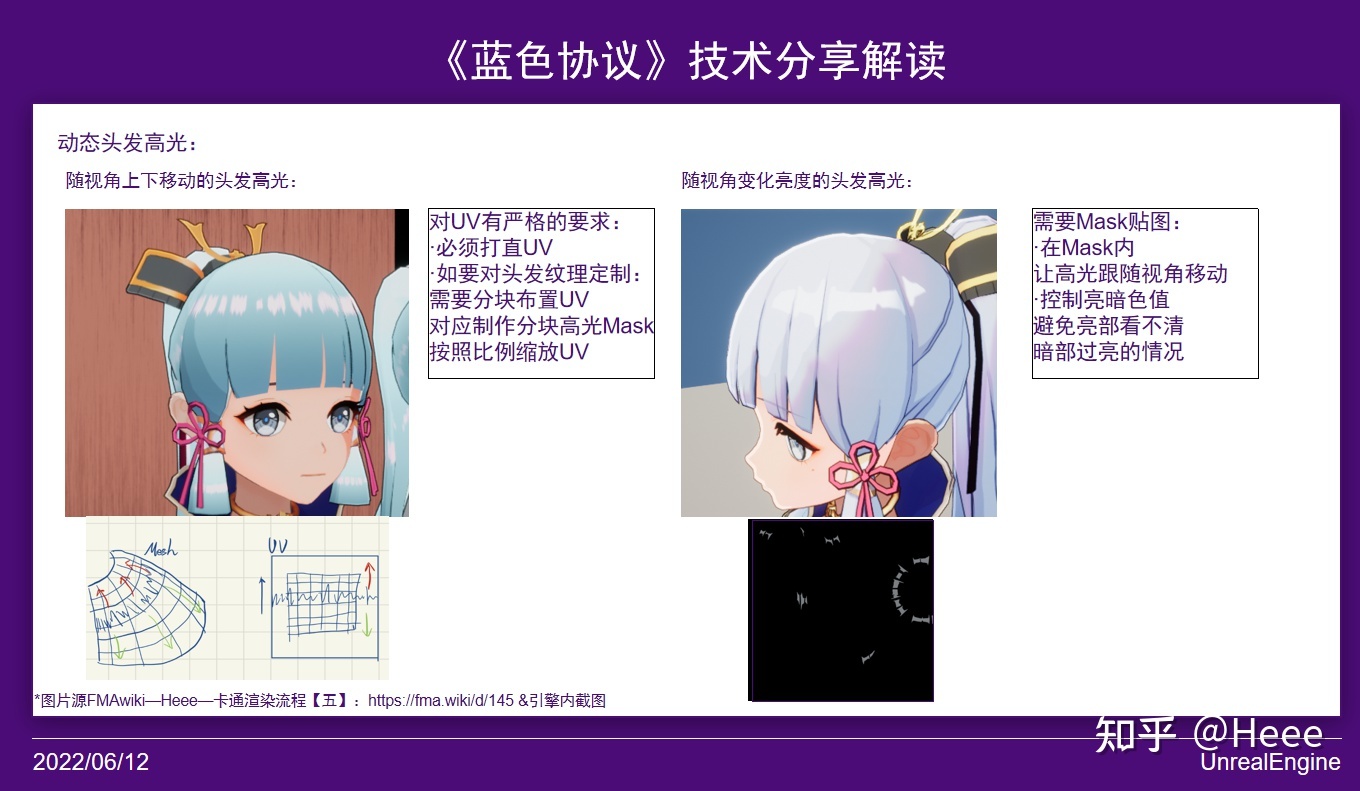 《蓝色协议》技术分享解读
动态头发高光：
随视角上下移动的头发高光：
对UV有严格的要求：
·必须打直UV
·如要对头发纹理定制：
需要分块布置UV
对应制作分块高光Mask
按照比例缩放UV
随视角变化亮度的头发高光：
需要Mask贴图：
·在Mask内
让高光跟随视角移动
·控制亮暗色值
避免亮部看不清
暗部过亮的情况
Mesh
UV
*图片源FMAwiki—Heee—卡通渲染流程【五】：https://fma.wiki/d/145 &引擎内截图
知乎 @Heee
2022/06/12
UnrealEngine